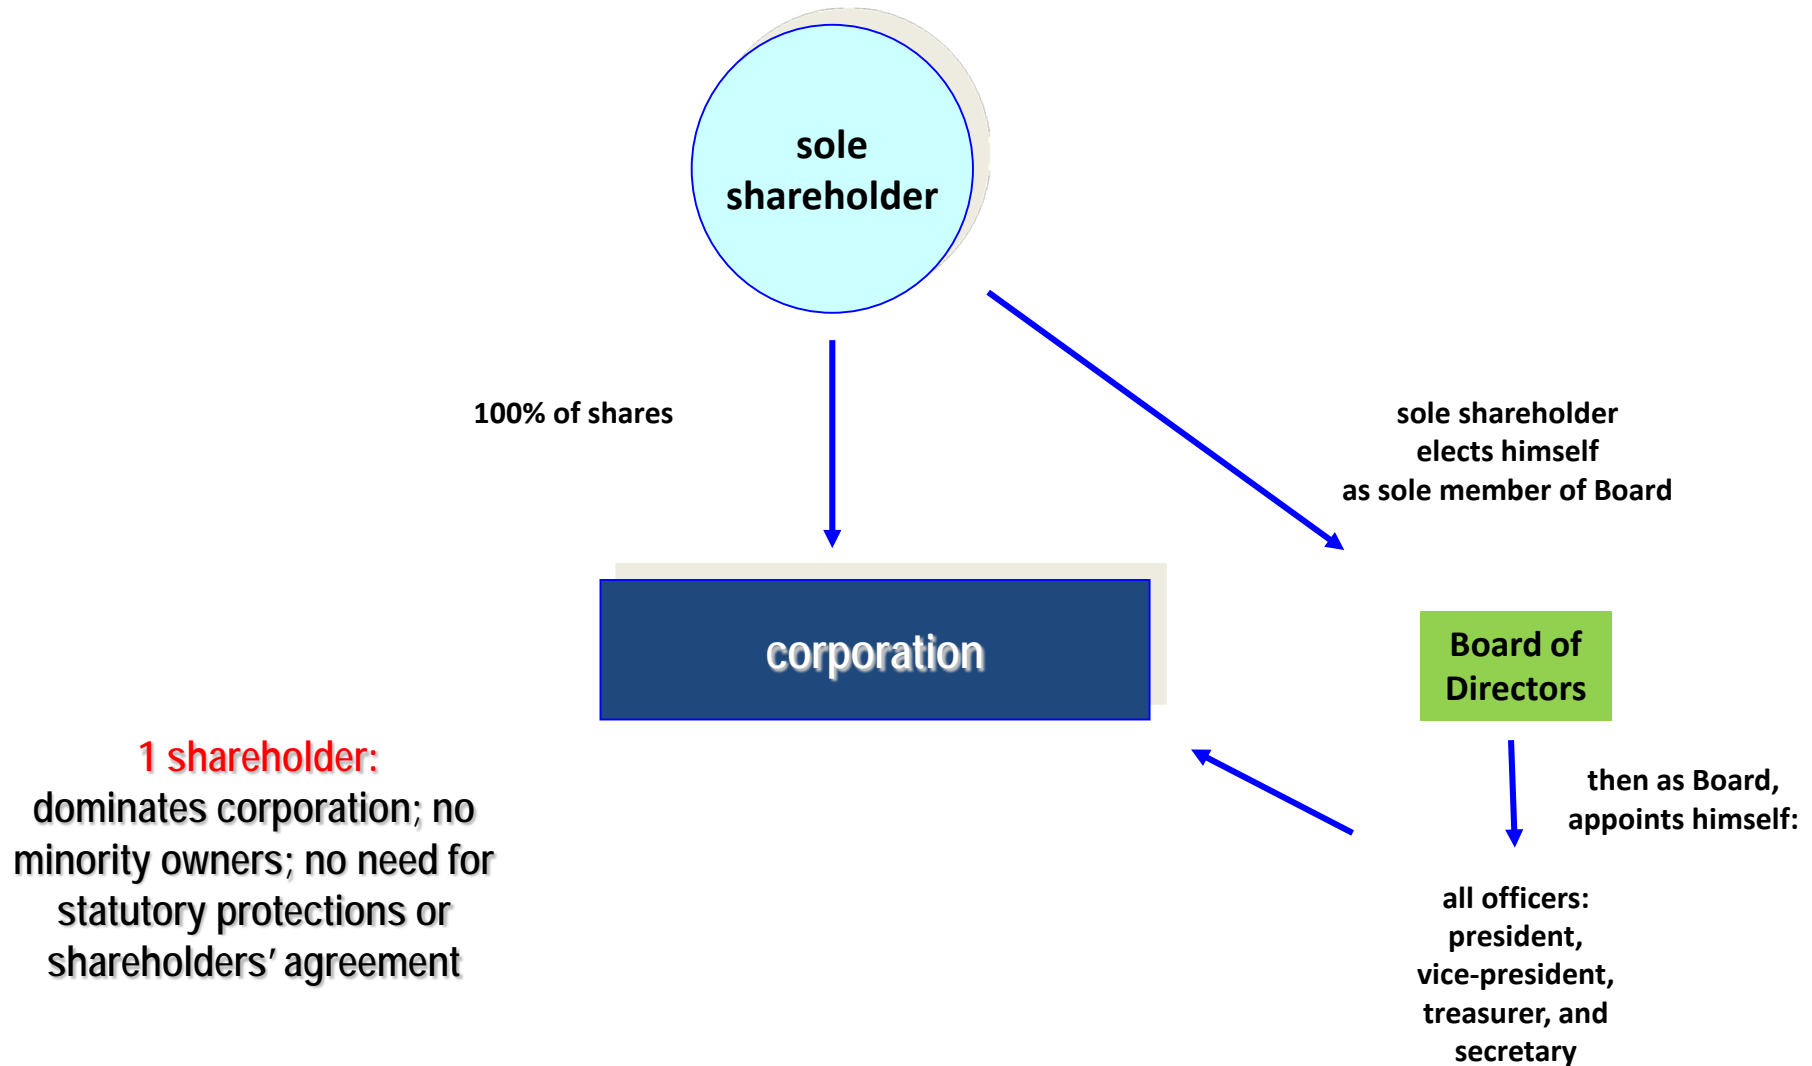 sole
shareholder
100% of shares
sole shareholder
elects himself
as sole member of Board
corporation
Board of
Directors
1 shareholder:
dominates corporation; no
minority owners; no need for
statutory protections or
shareholders’ agreement
then as Board,
appoints himself:
all officers:
president,
vice-president,
treasurer, and
secretary